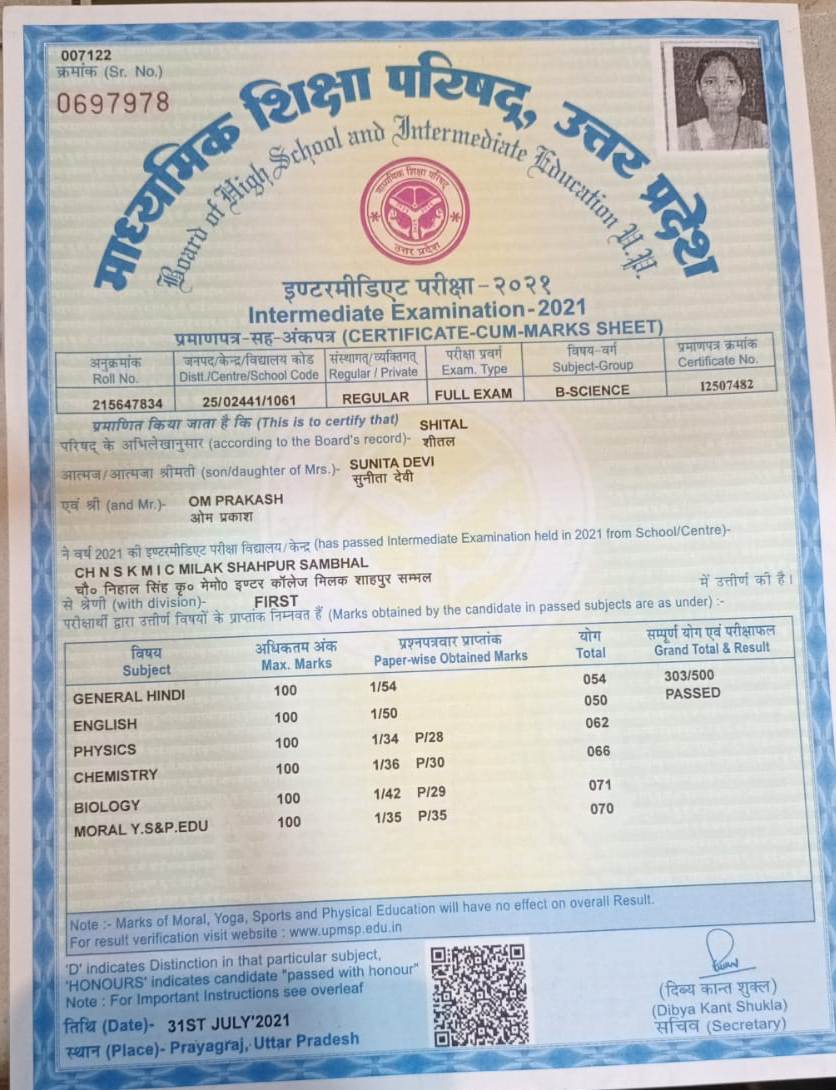 007122
क्रमांक (Sr. No.)
0697978
माध्यमिक शिक्षा परिषद्, उत्तर प्रदेश
Board of High School and Intermediate Education U.P.
माध्यमिक शिक्षा परिषद्
उत्तर प्रदेश
इण्टरमीडिएट परीक्षा-२०२१
Intermediate Examination-2021
प्रमाणपत्र-सह-अंकपत्र (CERTIFICATE-CUM-MARKS SHEET)
अनुक्रमांक जनपद/केन्द्र/विद्यालय कोड संस्थागत/व्यक्तिगत् परीक्षा प्रवर्ग विषय-वर्ग प्रमाणपत्र क्रमांक
Roll No. Distt./Centre/School Code Regular / Private Exam. Type Subject-Group Certificate No.
215647834 25/02441/1061 REGULAR FULL EXAM B-SCIENCE 12507482
प्रमाणित किया जाता है कि (This is to certify that) SHITAL
परिषद् के अभिलेखानुसार (according to the Board's record)- शीतल
आत्मज/आत्मजा श्रीमती (son/daughter of Mrs.)- SUNITA DEVI
सुनीता देवी
एवं श्री (and Mr.)- OM PRAKASH
ओम प्रकाश
ने वर्ष 2021 की इण्टरमीडिएट परीक्षा विद्यालय/केन्द्र (has passed Intermediate Examination held in 2021 from School/Centre)-
CH N S K M I C MILAK SHAHPUR SAMBHAL
चौ० निहाल सिंह कृ० मेमो० इण्टर कॉलेज मिलक शाहपुर सम्भल में उत्तीर्ण की है।
से श्रेणी (with division)- FIRST
परीक्षार्थी द्वारा उत्तीर्ण विषयों के प्राप्तांक निम्नवत हैं (Marks obtained by the candidate in passed subjects are as under) :-
विषय अधिकतम अंक प्रश्नपत्रवार प्राप्तांक योग सम्पूर्ण योग एवं परीक्षाफल
Subject Max. Marks Paper-wise Obtained Marks Total Grand Total & Result
GENERAL HINDI 100 1/54 054 303/500
ENGLISH 100 1/50 050 PASSED
PHYSICS 100 1/34 P/28 062
CHEMISTRY 100 1/36 P/30 066
BIOLOGY 100 1/42 P/29 071
MORAL Y.S&P.EDU 100 1/35 P/35 070
Note :- Marks of Moral, Yoga, Sports and Physical Education will have no effect on overall Result.
For result verification visit website : www.upmsp.edu.in
'D' indicates Distinction in that particular subject,
'HONOURS' indicates candidate "passed with honour"
Note : For Important Instructions see overleaf
तिथि (Date)- 31ST JULY'2021
स्थान (Place)- Prayagraj, Uttar Pradesh
(दिब्य कान्त शुक्ल)
(Dibya Kant Shukla)
सचिव (Secretary)